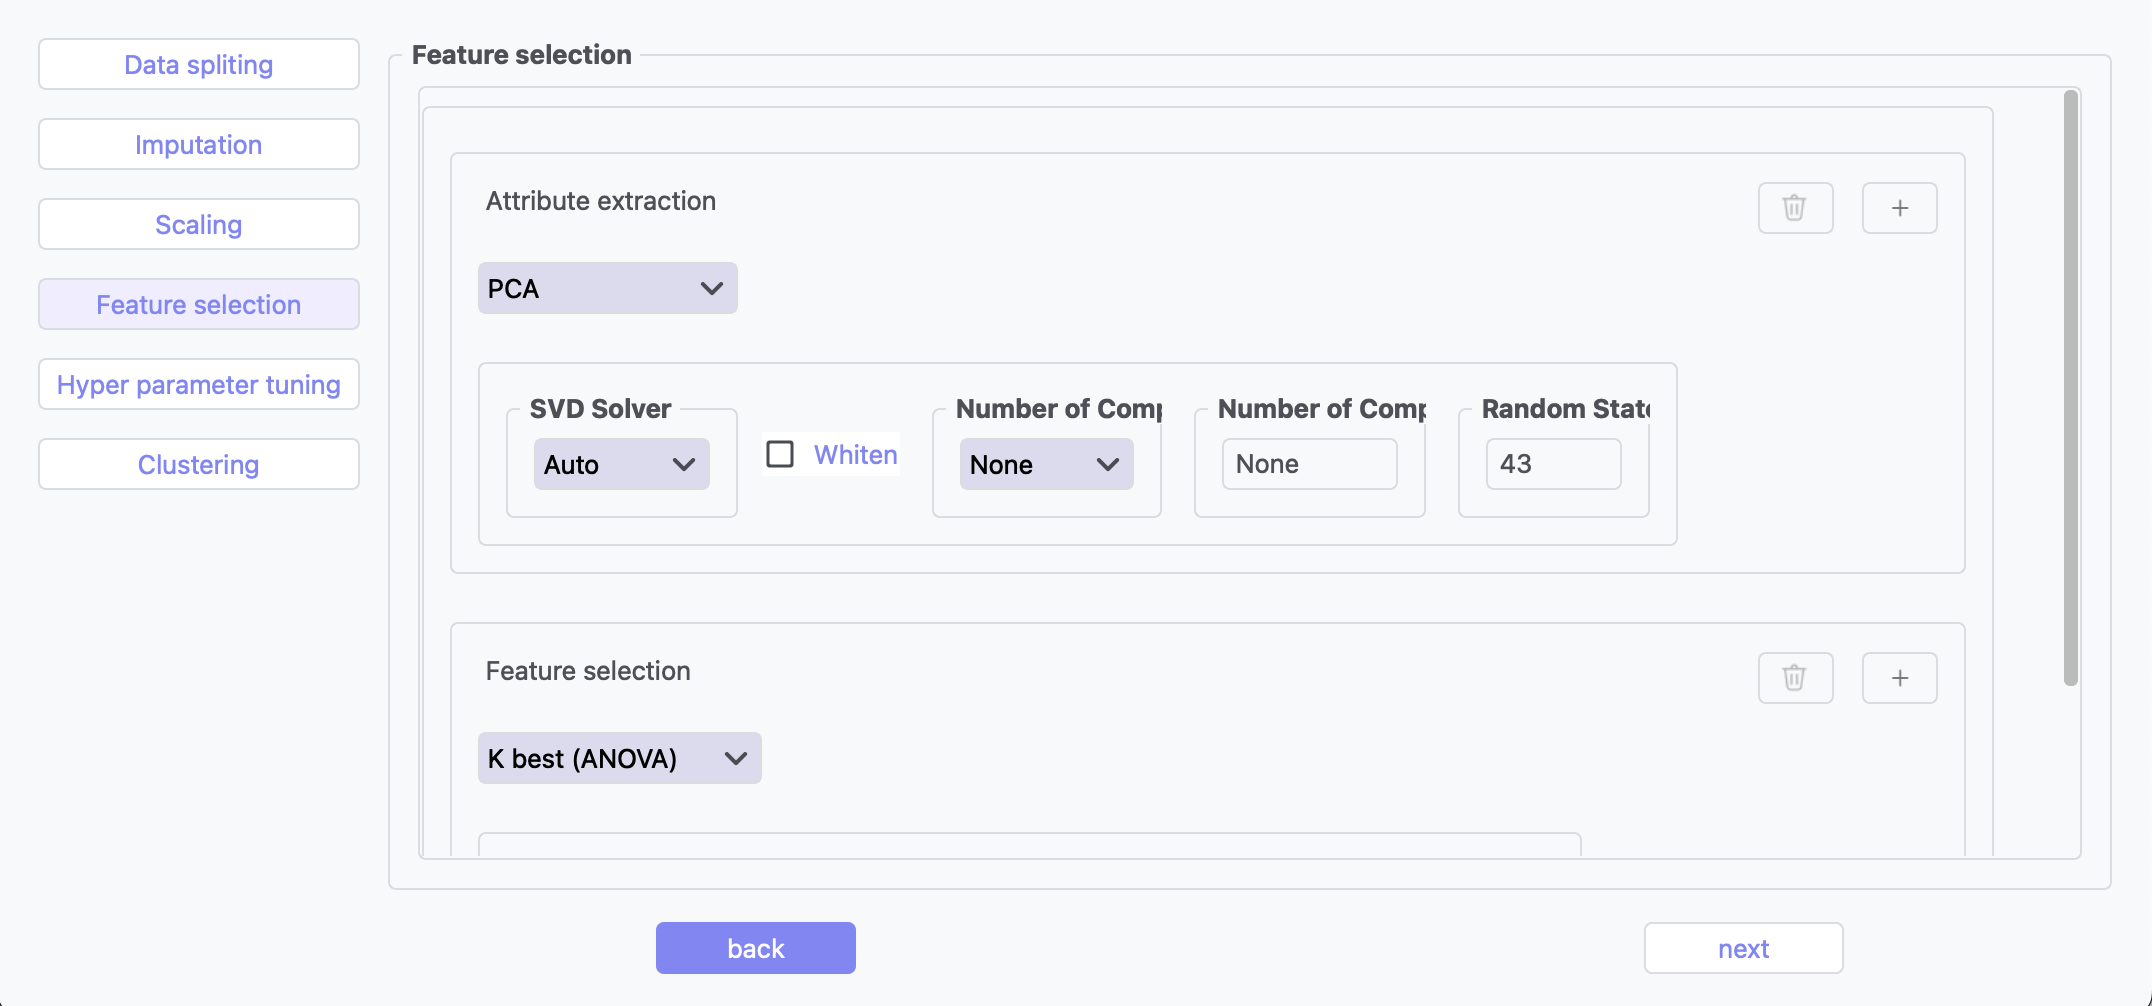 Data spliting
Imputation
Scaling
Feature selection
Hyper parameter tuning
Clustering
Feature selection
Attribute extraction
+
PCA
SVD Solver
Auto
Whiten
Number of Comp
None
Number of Comp
None
Random State
43
Feature selection
+
K best (ANOVA)
back
next